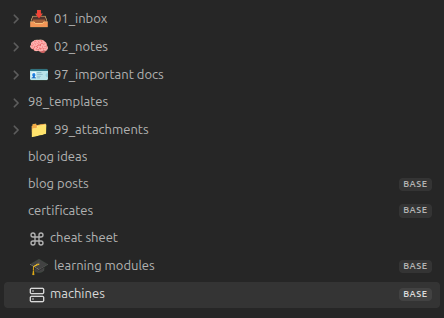 01_inbox
02_notes
97_important docs
98_templates
99_attachments
blog ideas
blog posts BASE
certificates BASE
cheat sheet
learning modules BASE
machines BASE